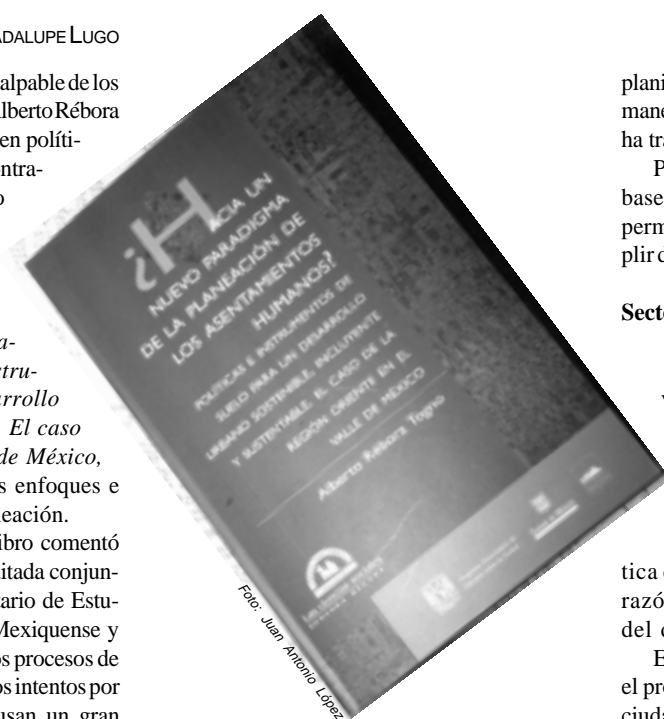 ADALUPE LUGO
alpable de los
Alberto Rébora
en políti-
ontra-
o
a-
stru-
arrollo
El caso
de México,
s enfoques e
neación.
ibro comentó
itada conjun-
tario de Estu-
Mexiquense y
os procesos de
os intentos por
usan un gran
¿HACIA UN
NUEVO PARADIGMA
DE LA PLANEACIÓN DE
LOS ASENTAMIENTOS
HUMANOS?
POLÍTICAS E INSTRUMENTOS DE
SUELO PARA UN DESARROLLO
URBANO SOSTENIBLE, INCLUYENTE
Y SUSTENTABLE. EL CASO DE LA
REGIÓN ORIENTE EN EL
VALLE DE MÉXICO
Alberto Rébora Togno
Foto: Juan Antonio López
plani
mane
ha tra
P
base
perm
plir d
Secto
tica
razó
del
E
el pro
ciuda